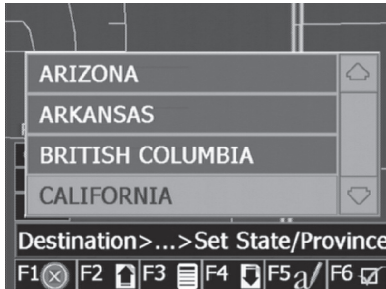 ARIZONA
ARKANSAS
BRITISH COLUMBIA
CALIFORNIA
Destination>...>Set State/Province
F1 F2 F3 F4 F5 a/ F6